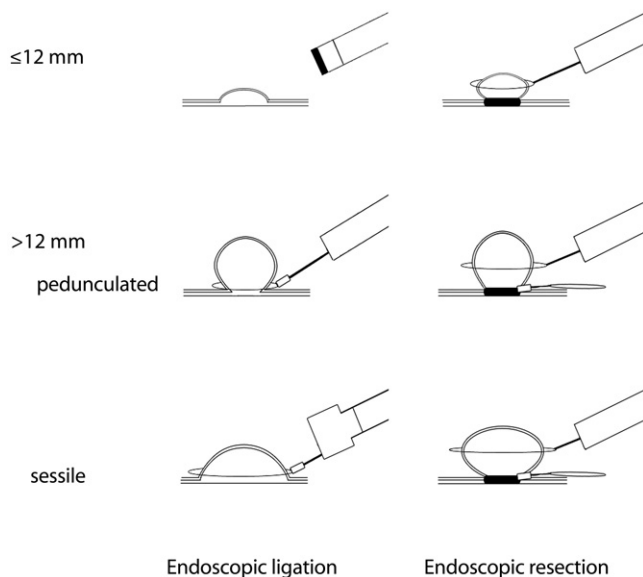 ≤12 mm
>12 mm
pedunculated
sessile
Endoscopic ligation
Endoscopic resection